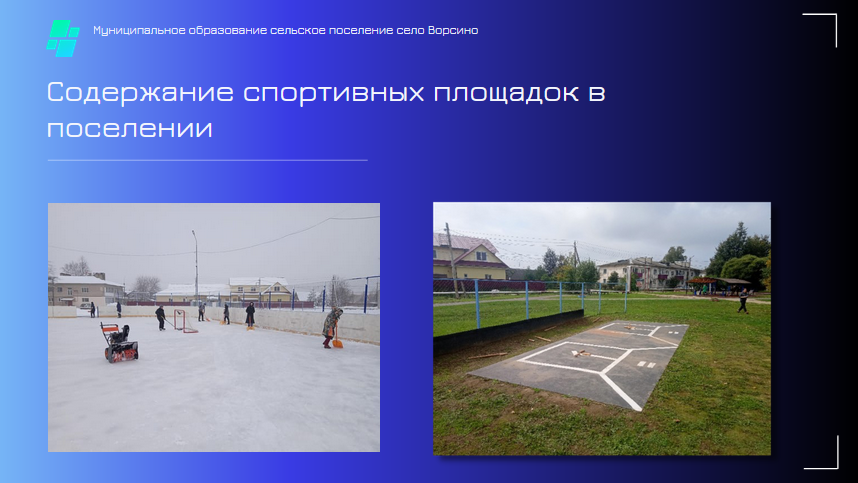 Муниципальное образование сельское поселение село Ворсино
Содержание спортивных площадок в
поселении